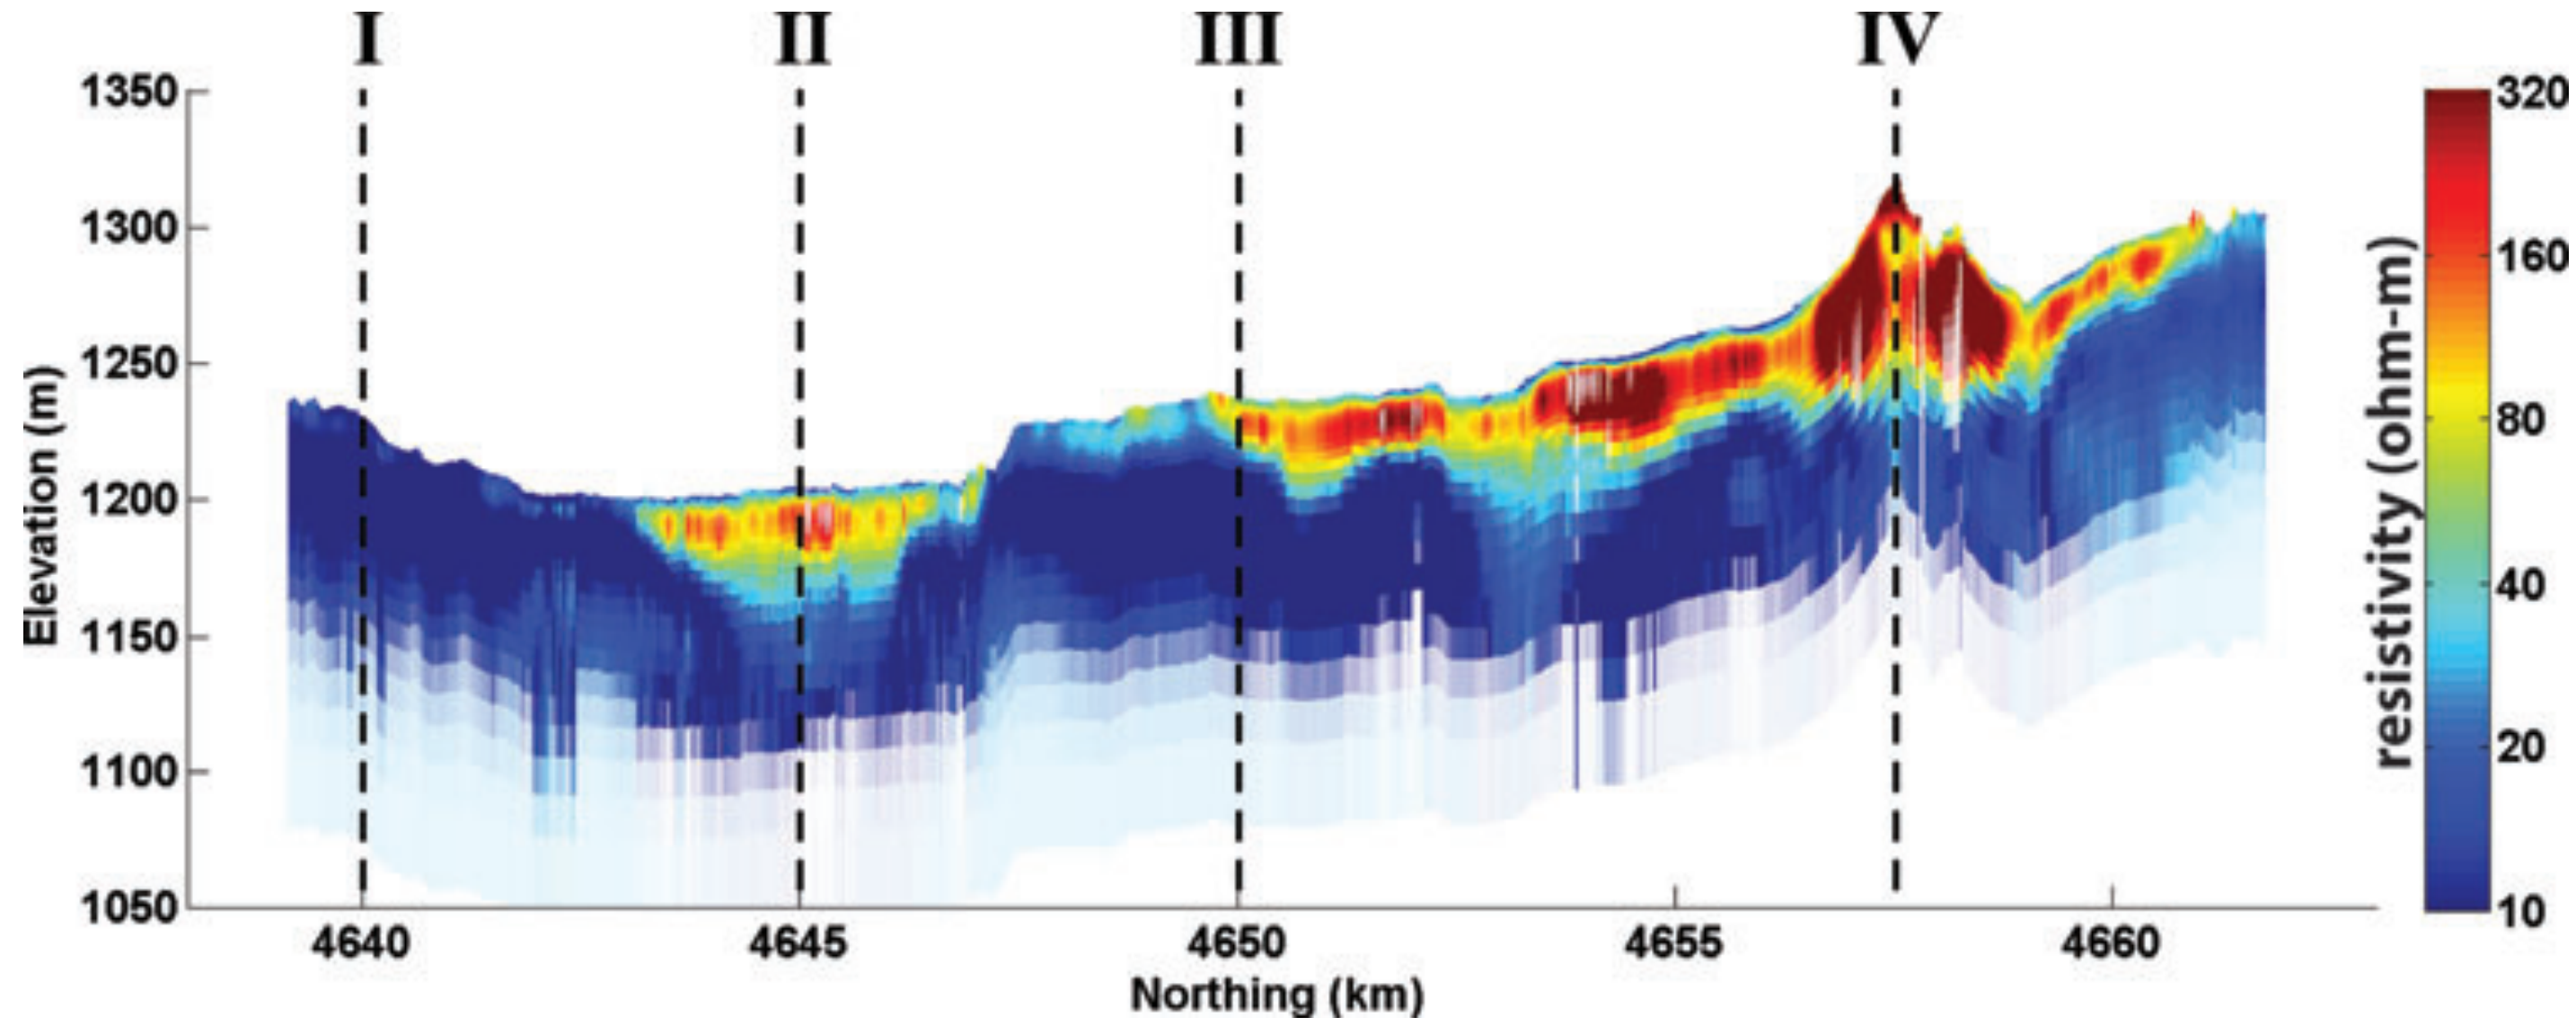 I II III IV
1350
1300
1250
1200
1150
1100
1050
Elevation (m)
4640 4645 4650 4655 4660
Northing (km)
320
160
80
40
20
10
resistivity (ohm-m)